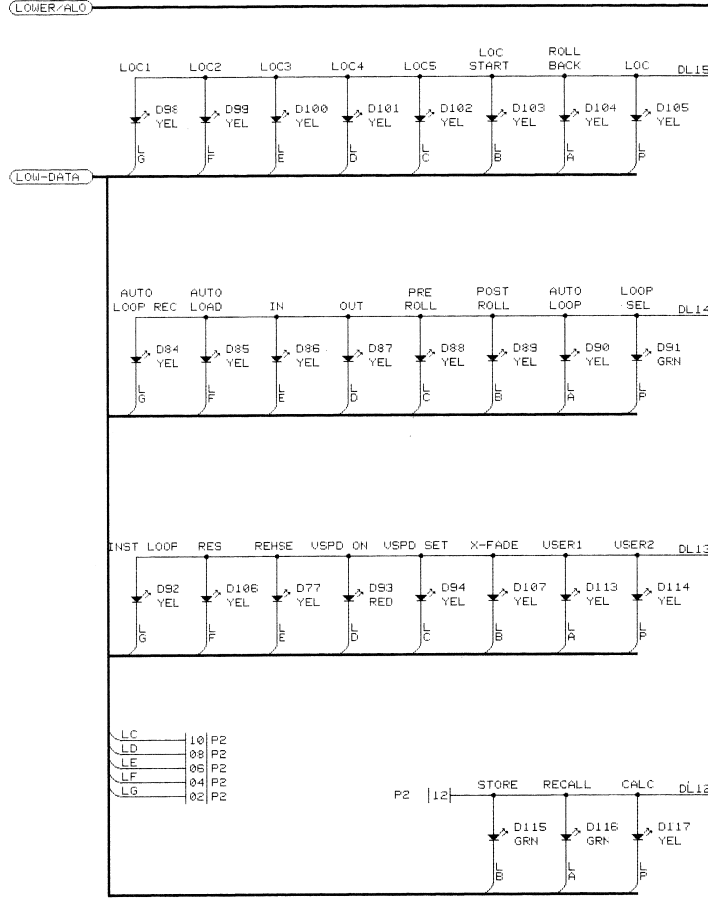 LOWER/ALO
LOC ROLL
LOC1 LOC2 LOC3 LOC4 LOC5 START BACK LOC DL15
D98 D99 D100 D101 D102 D103 D104 D105
YEL YEL YEL YEL YEL YEL YEL YEL
LG LF LE LD LC LB LA LP
LOW-DATA
AUTO AUTO PRE POST AUTO LOOP
LOOP REC LOAD IN OUT ROLL ROLL LOOP SEL DL14
D84 D85 D86 D87 D88 D89 D90 D91
YEL YEL YEL YEL YEL YEL YEL GRN
LG LF LE LD LC LB LA LP
INST LOOP RES REHSE VSPD ON VSPD SET X-FADE USER1 USER2 DL13
D92 D106 D77 D93 D94 D107 D113 D114
YEL YEL YEL RED YEL YEL YEL YEL
LG LF LE LD LC LB LA LP
LC 10 P2
LD 08 P2
LE 06 P2
LF 04 P2
LG 02 P2
P2 12 STORE RECALL CALC DL12
D115 D116 D117
GRN GRN YEL
LB LA LP